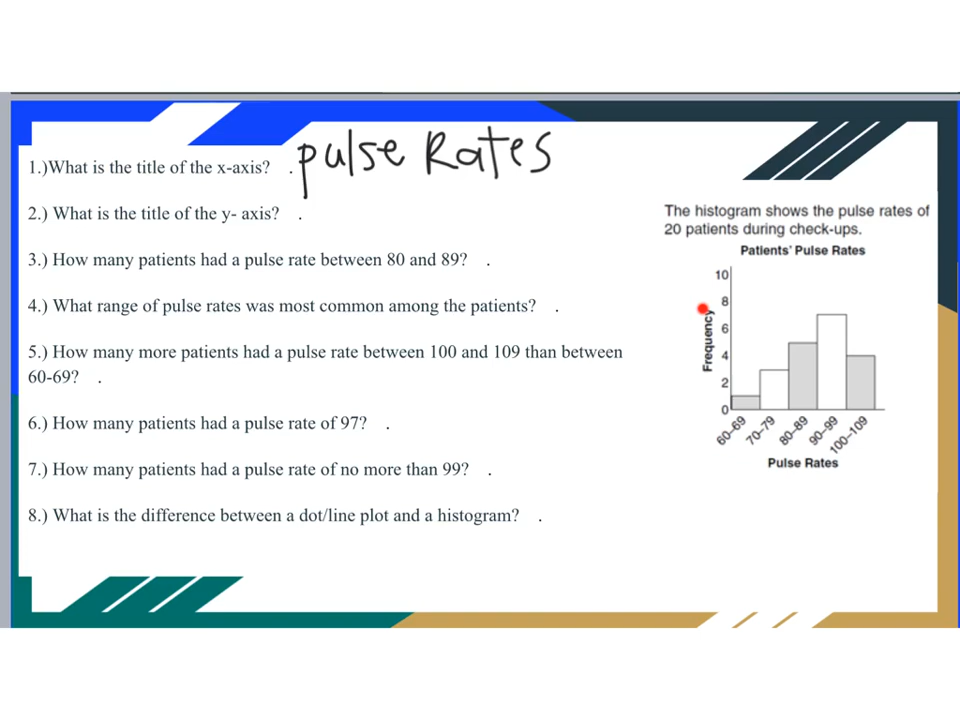 1.)What is the title of the x-axis? . pulse Rates
2.) What is the title of the y- axis? .
3.) How many patients had a pulse rate between 80 and 89? .
4.) What range of pulse rates was most common among the patients? .
5.) How many more patients had a pulse rate between 100 and 109 than between
60-69? .
6.) How many patients had a pulse rate of 97? .
7.) How many patients had a pulse rate of no more than 99? .
8.) What is the difference between a dot/line plot and a histogram? .
The histogram shows the pulse rates of
20 patients during check-ups.
Patients' Pulse Rates
Frequency
10
8
6
4
2
0
60–69
70–79
80–89
90–99
100–109
Pulse Rates